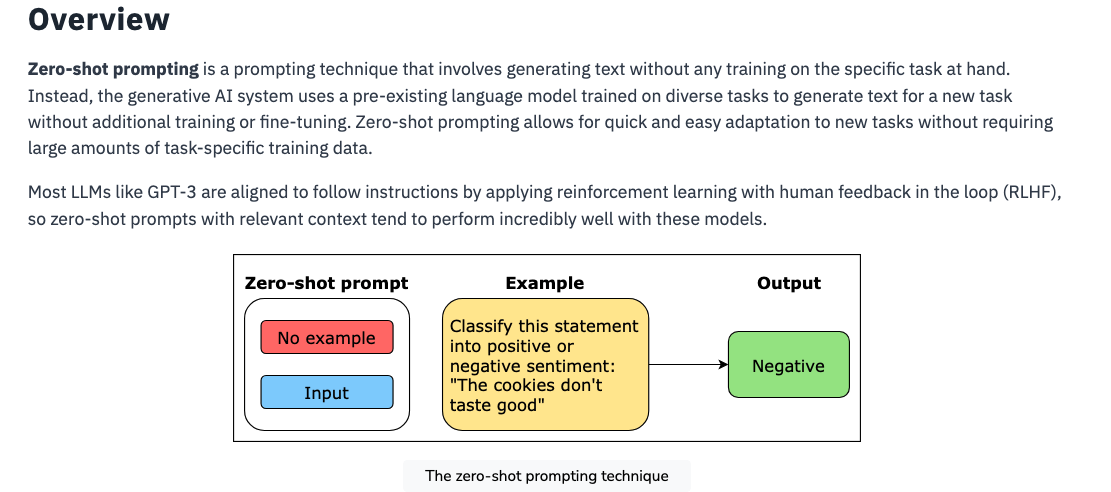 Overview
Zero-shot prompting is a prompting technique that involves generating text without any training on the specific task at hand.
Instead, the generative AI system uses a pre-existing language model trained on diverse tasks to generate text for a new task
without additional training or fine-tuning. Zero-shot prompting allows for quick and easy adaptation to new tasks without requiring
large amounts of task-specific training data.
Most LLMs like GPT-3 are aligned to follow instructions by applying reinforcement learning with human feedback in the loop (RLHF),
so zero-shot prompts with relevant context tend to perform incredibly well with these models.
Zero-shot prompt
No example
Input
Example
Classify this statement
into positive or
negative sentiment:
"The cookies don't
taste good"
Output
Negative
The zero-shot prompting technique